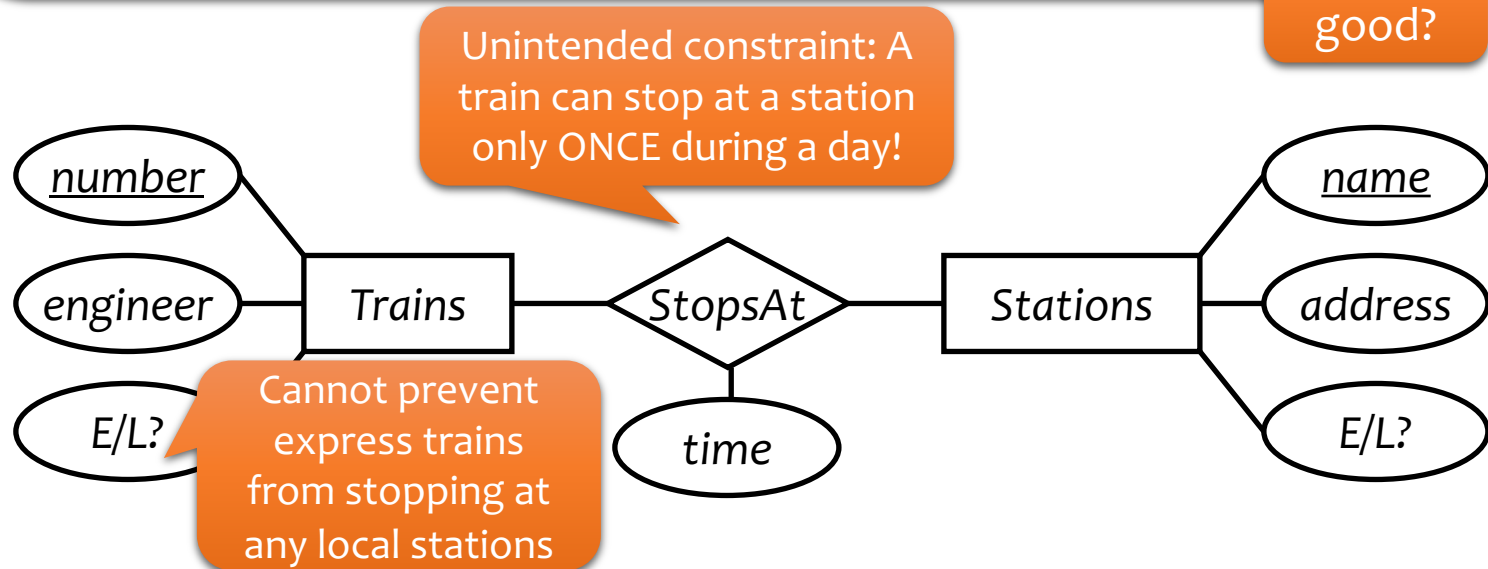 good?
Unintended constraint: A
train can stop at a station
only ONCE during a day!
number
name
engineer
Trains
StopsAt
Stations
address
E/L?
Cannot prevent
express trains
from stopping at
any local stations
time
E/L?